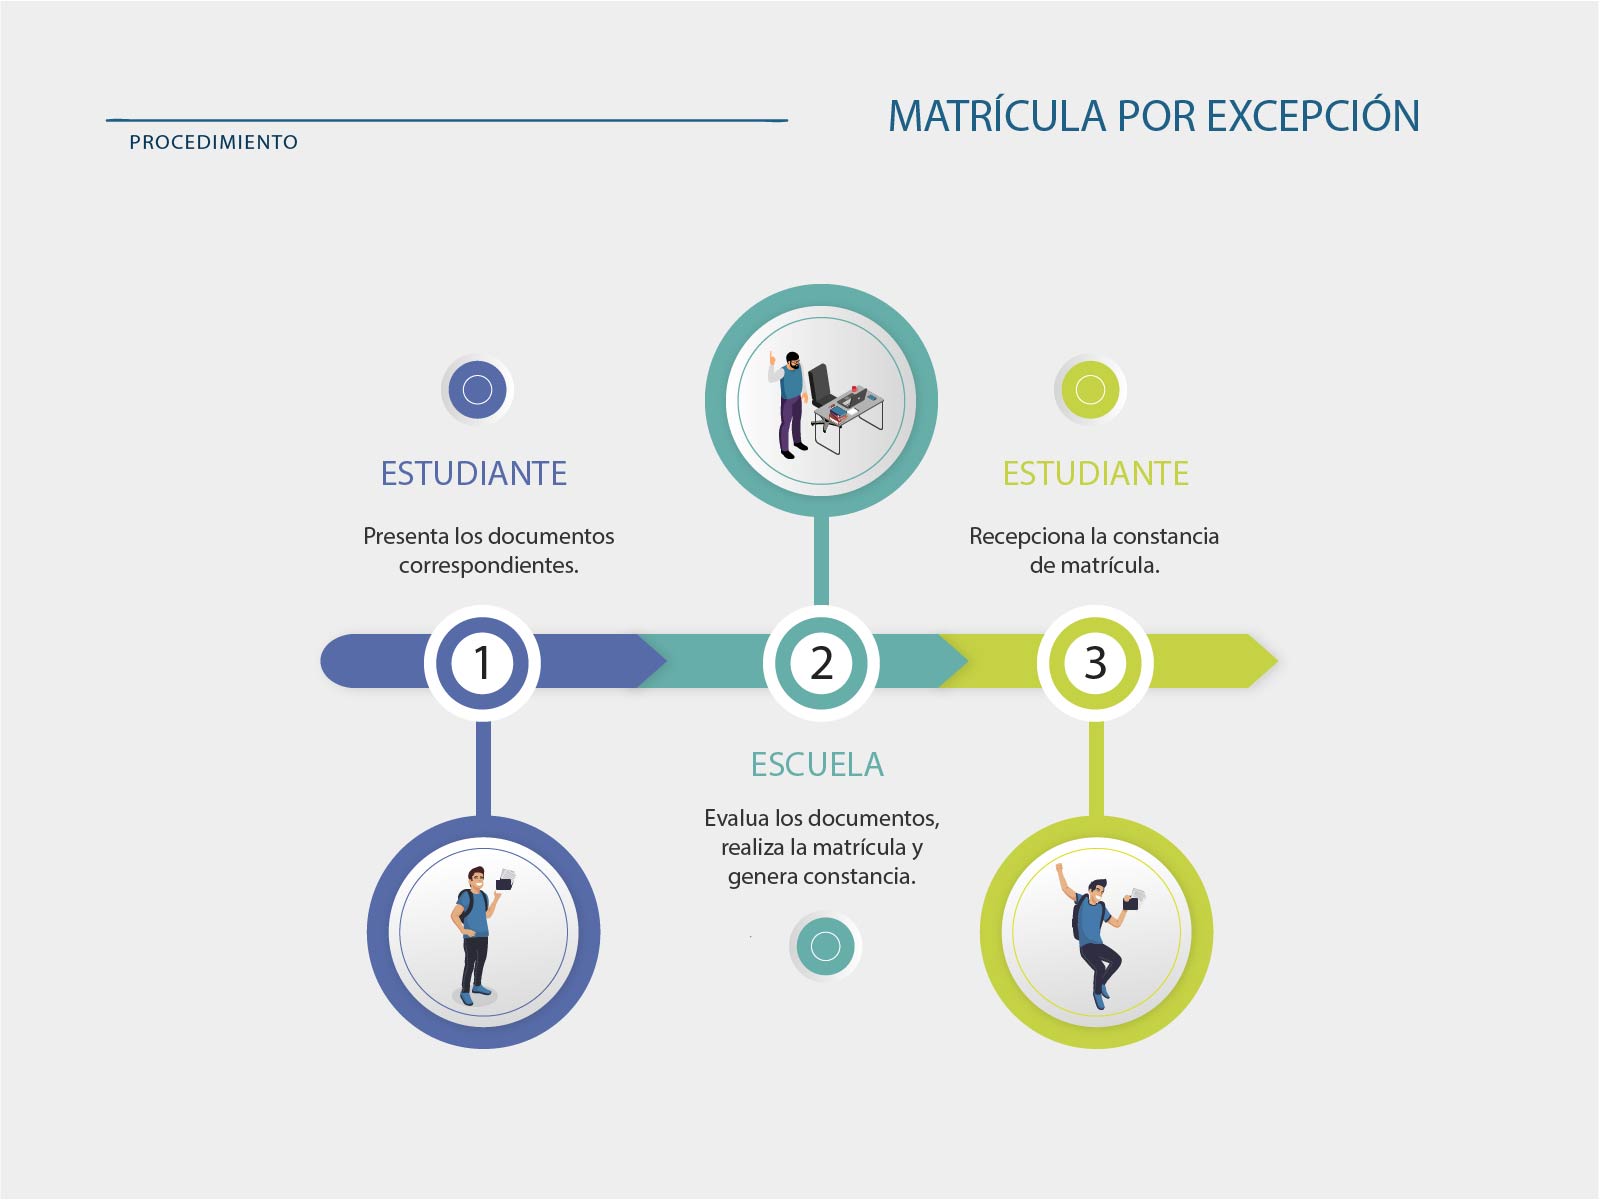 PROCEDIMIENTO
MATRÍCULA POR EXCEPCIÓN
ESTUDIANTE
Presenta los documentos
correspondientes.
ESTUDIANTE
Recepciona la constancia
de matrícula.
1
2
3
ESCUELA
Evalua los documentos,
realiza la matrícula y
genera constancia.